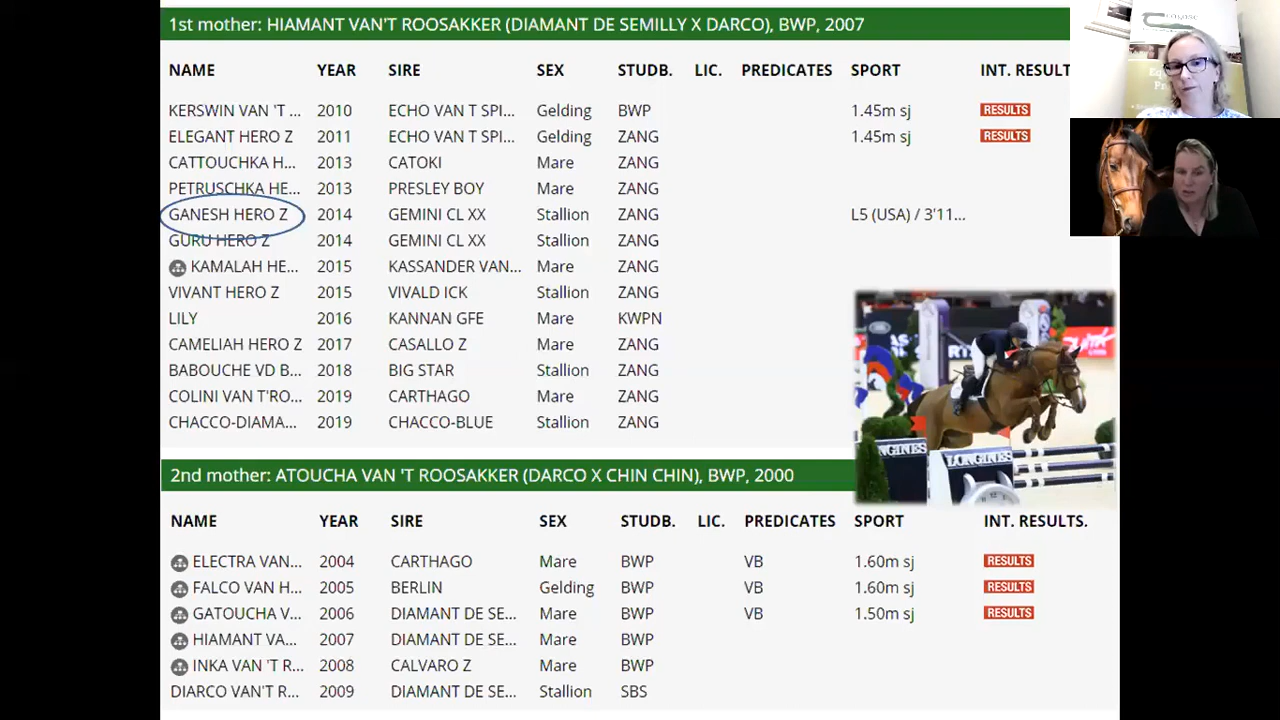 1st mother: HIAMANT VAN'T ROOSAKKER (DIAMANT DE SEMILLY X DARCO), BWP, 2007
NAME YEAR SIRE SEX STUDB. LIC. PREDICATES SPORT INT. RESULT
KERSWIN VAN 'T ... 2010 ECHO VAN T SPI... Gelding BWP 1.45m sj RESULTS
ELEGANT HERO Z 2011 ECHO VAN T SPI... Gelding ZANG 1.45m sj RESULTS
CATTOUCHKA H... 2013 CATOKI Mare ZANG
PETRUSCHKA HE... 2013 PRESLEY BOY Mare ZANG
GANESH HERO Z 2014 GEMINI CL XX Stallion ZANG L5 (USA) / 3'11...
GURU HERO Z 2014 GEMINI CL XX Stallion ZANG
KAMALAH HE... 2015 KASSANDER VAN... Mare ZANG
VIVANT HERO Z 2015 VIVALD ICK Stallion ZANG
LILY 2016 KANNAN GFE Mare KWPN
CAMELIAH HERO Z 2017 CASALLO Z Mare ZANG
BABOUCHE VD B... 2018 BIG STAR Stallion ZANG
COLINI VAN T'RO... 2019 CARTHAGO Mare ZANG
CHACCO-DIAMA... 2019 CHACCO-BLUE Stallion ZANG
LONGINES
2nd mother: ATOUCHA VAN 'T ROOSAKKER (DARCO X CHIN CHIN), BWP, 2000
NAME YEAR SIRE SEX STUDB. LIC. PREDICATES SPORT INT. RESULTS.
ELECTRA VAN... 2004 CARTHAGO Mare BWP VB 1.60m sj RESULTS
FALCO VAN H... 2005 BERLIN Gelding BWP VB 1.60m sj RESULTS
GATOUCHA V... 2006 DIAMANT DE SE... Mare BWP VB 1.50m sj RESULTS
HIAMANT VA... 2007 DIAMANT DE SE... Mare BWP
INKA VAN 'T R... 2008 CALVARO Z Mare BWP
DIARCO VAN'T R... 2009 DIAMANT DE SE... Stallion SBS